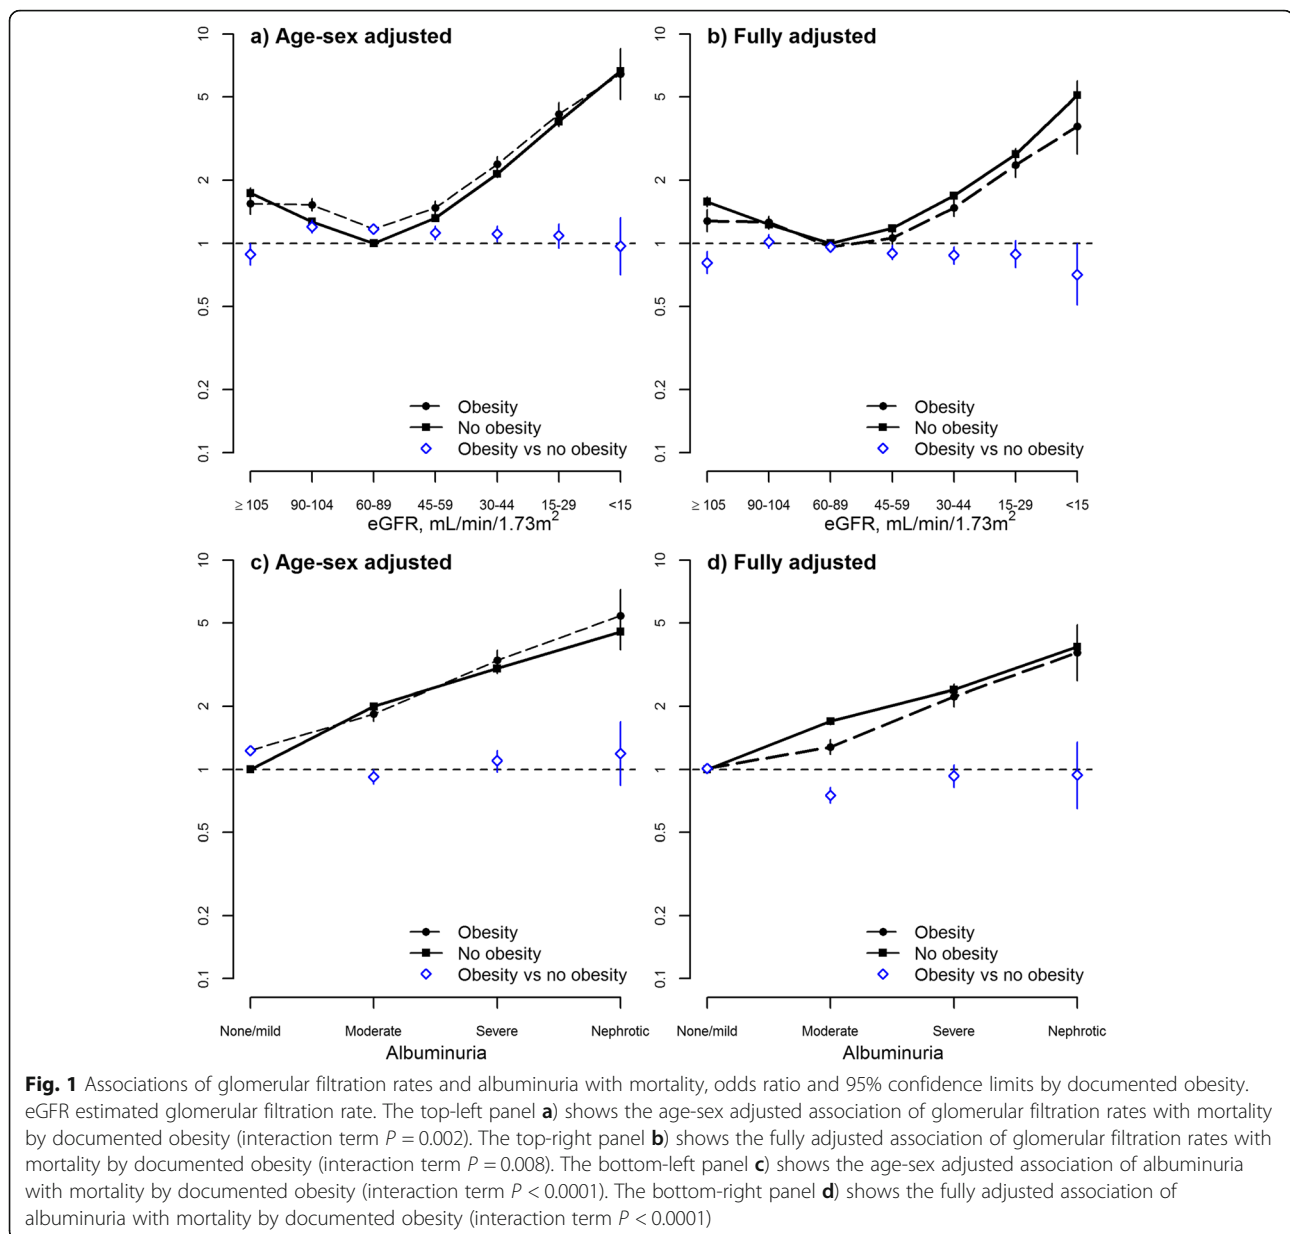 a) Age-sex adjusted
10
5
2
1
0.5
0.2
0.1
Obesity
No obesity
Obesity vs no obesity
≥ 105 90-104 60-89 45-59 30-44 15-29 <15
eGFR, mL/min/1.73m²
b) Fully adjusted
10
5
2
1
0.5
0.2
0.1
Obesity
No obesity
Obesity vs no obesity
≥ 105 90-104 60-89 45-59 30-44 15-29 <15
eGFR, mL/min/1.73m²
c) Age-sex adjusted
10
5
2
1
0.5
0.2
0.1
Obesity
No obesity
Obesity vs no obesity
None/mild Moderate Severe Nephrotic
Albuminuria
d) Fully adjusted
10
5
2
1
0.5
0.2
0.1
Obesity
No obesity
Obesity vs no obesity
None/mild Moderate Severe Nephrotic
Albuminuria
Fig. 1 Associations of glomerular filtration rates and albuminuria with mortality, odds ratio and 95% confidence limits by documented obesity.
eGFR estimated glomerular filtration rate. The top-left panel a) shows the age-sex adjusted association of glomerular filtration rates with mortality
by documented obesity (interaction term P = 0.002). The top-right panel b) shows the fully adjusted association of glomerular filtration rates with
mortality by documented obesity (interaction term P = 0.008). The bottom-left panel c) shows the age-sex adjusted association of albuminuria
with mortality by documented obesity (interaction term P < 0.0001). The bottom-right panel d) shows the fully adjusted association of
albuminuria with mortality by documented obesity (interaction term P < 0.0001)